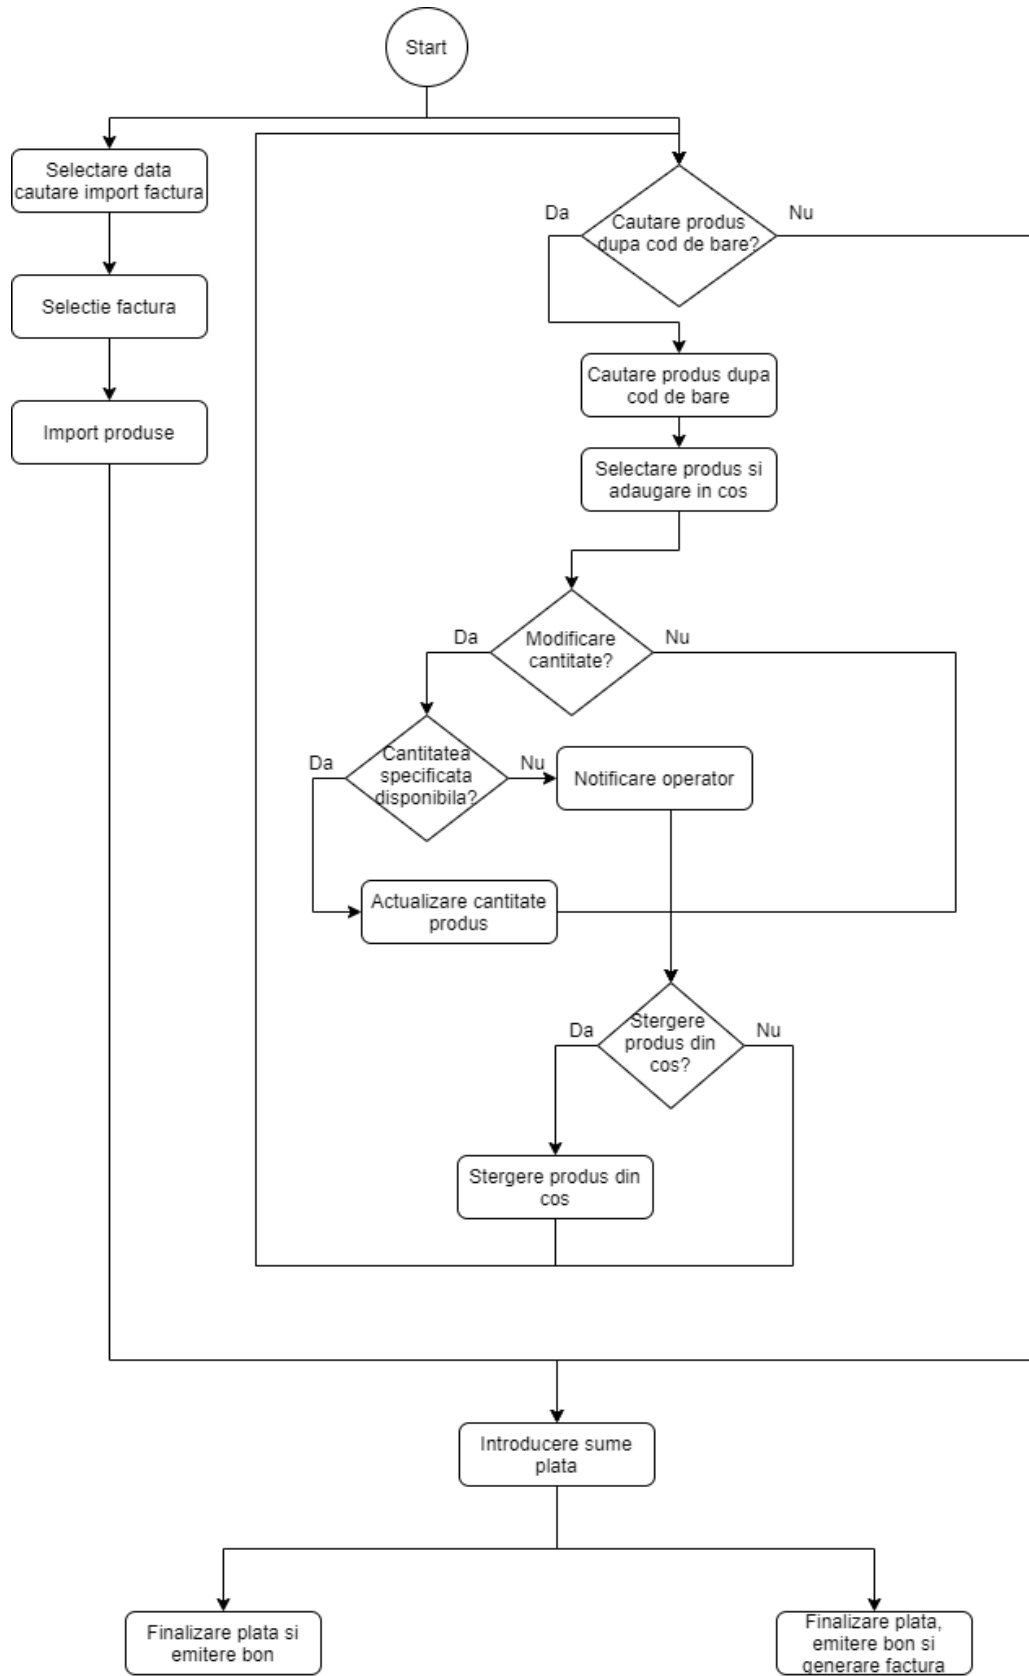 Start
Selectare data
cautare import factura
Da
Cautare produs
dupa cod de bare?
Nu
Selectie factura
Cautare produs dupa
cod de bare
Import produse
Selectare produs si
adaugare in cos
Da
Modificare
cantitate?
Nu
Da
Cantitatea
specificata
disponibila?
Nu
Notificare operator
Actualizare cantitate
produs
Da
Stergere
produs din
cos?
Nu
Stergere produs din
cos
Introducere sume
plata
Finalizare plata si
emitere bon
Finalizare plata,
emitere bon si
generare factura